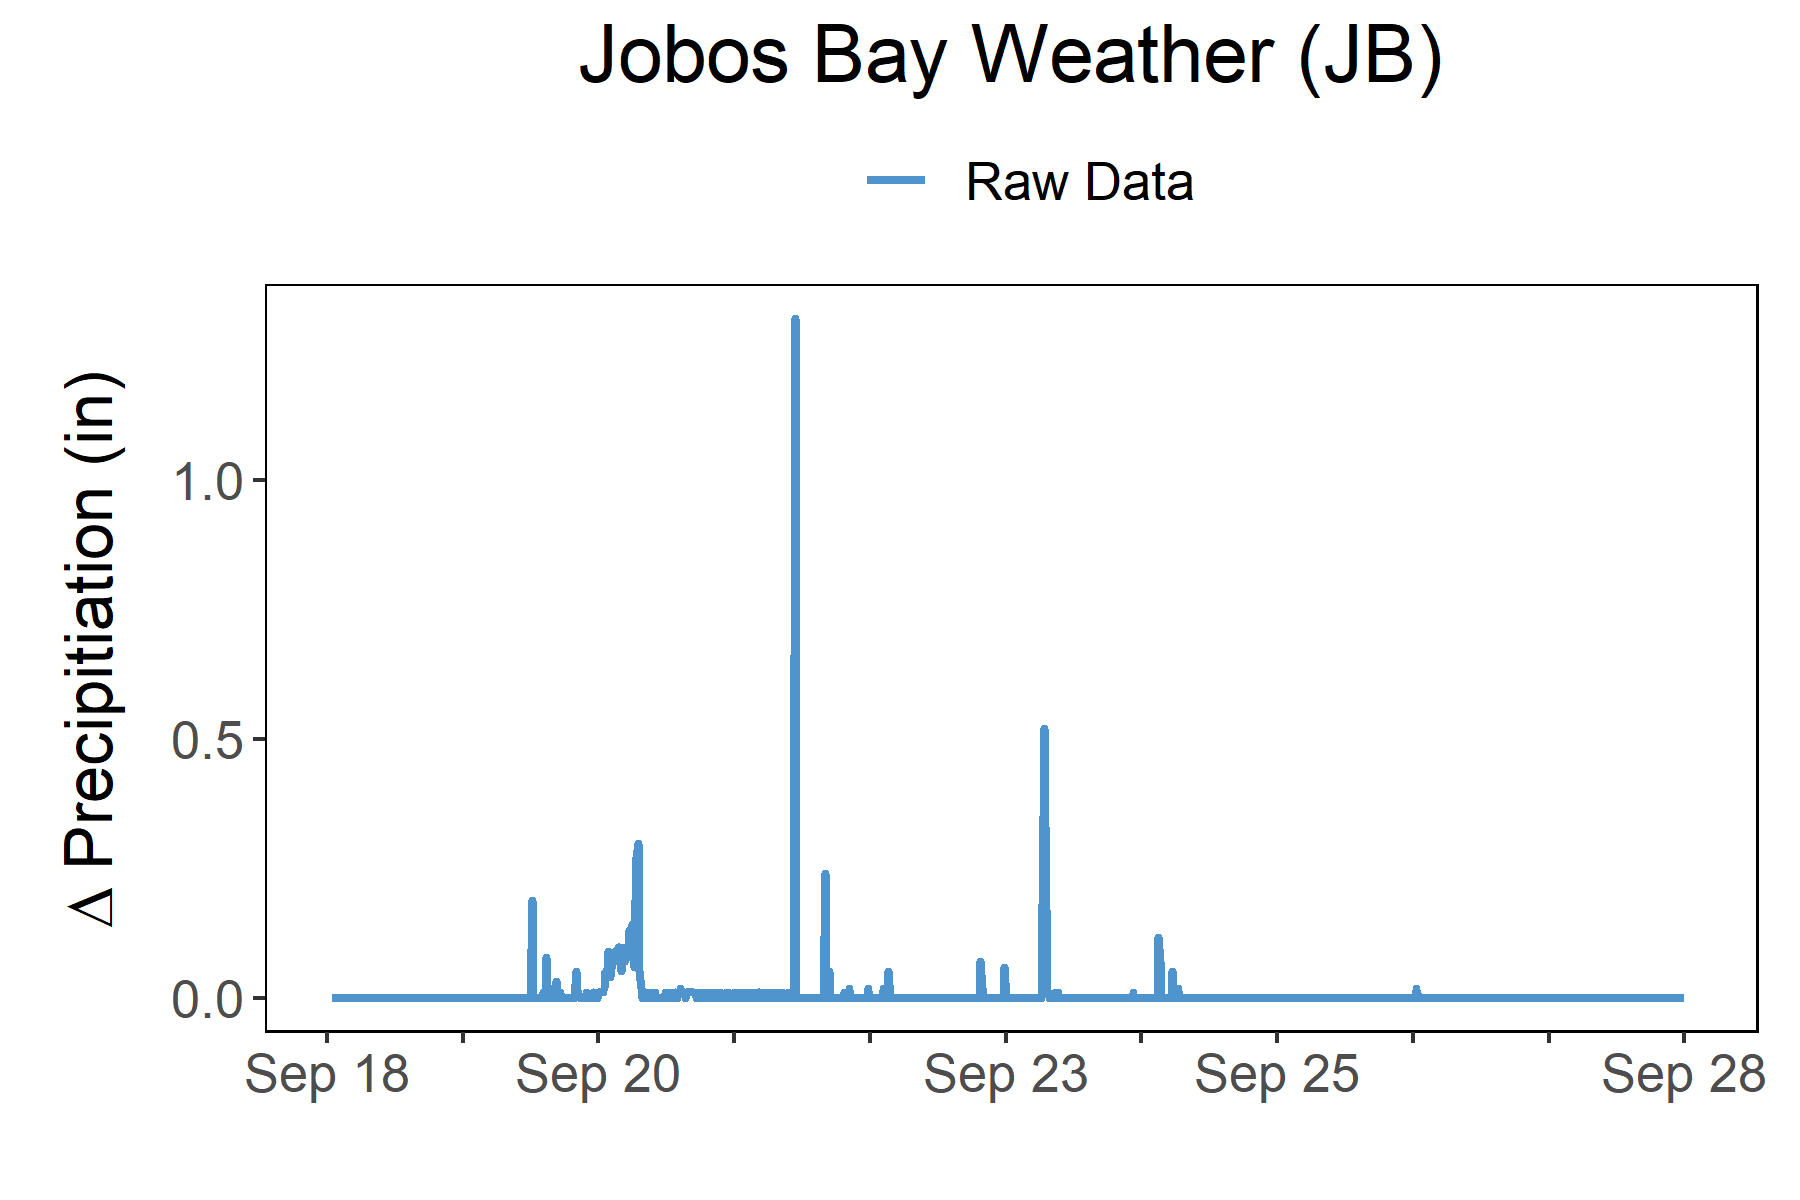 Jobos Bay Weather (JB)
Raw Data
Δ Precipitiation (in)
1.0
0.5
0.0
Sep 18 Sep 20 Sep 23 Sep 25 Sep 28